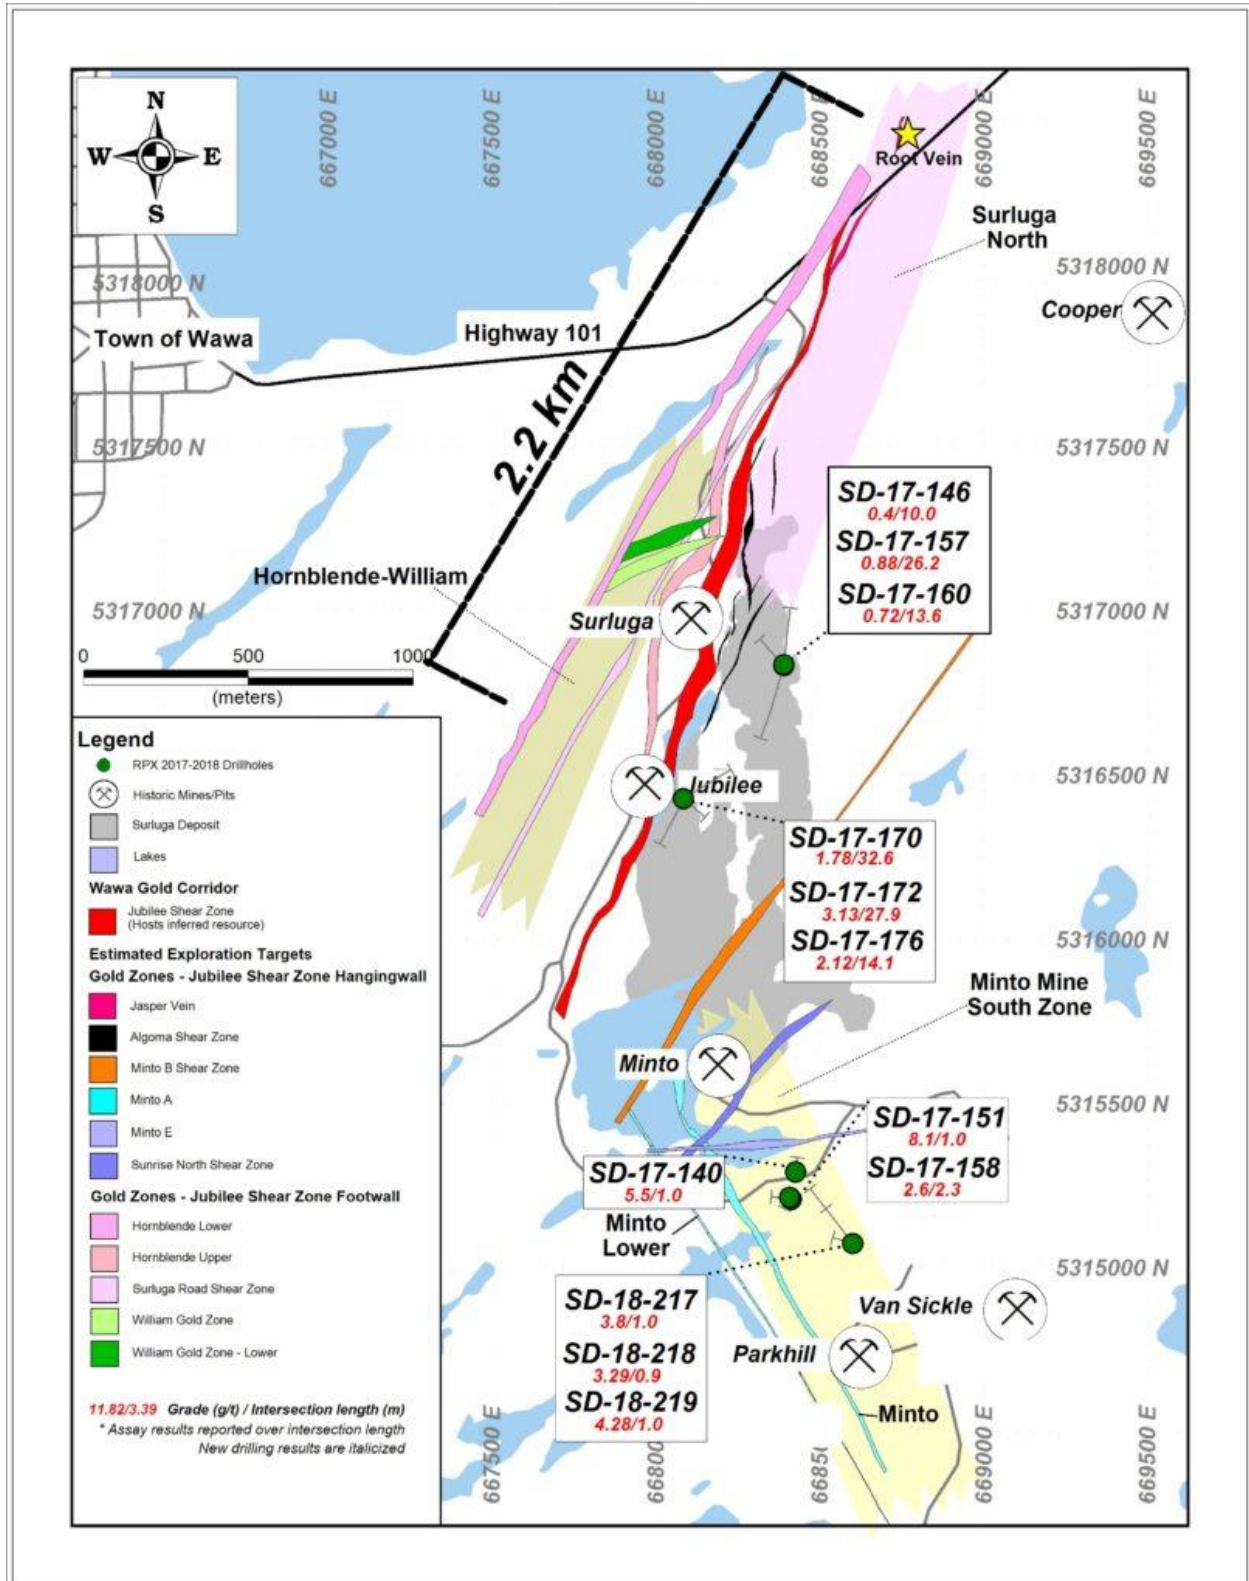 N
W E
S
667000 E
667500 E
668000 E
668500 E
669000 E
669500 E
Root Vein
Surluga
North
5318000 N
5318000 N
Cooper
Town of Wawa
Highway 101
2.2 km
5317500 N
5317500 N
SD-17-146
0.4/10.0
SD-17-157
0.88/26.2
SD-17-160
0.72/13.6
Hornblende-William
5317000 N
5317000 N
Surluga
0 500 1000
(meters)
5316500 N
Jubilee
SD-17-170
1.78/32.6
SD-17-172
3.13/27.9
SD-17-176
2.12/14.1
5316000 N
Minto Mine
South Zone
Minto
5315500 N
SD-17-151
8.1/1.0
SD-17-158
2.6/2.3
SD-17-140
5.5/1.0
Minto
Lower
5315000 N
SD-18-217
3.8/1.0
SD-18-218
3.29/0.9
SD-18-219
4.28/1.0
Van Sickle
Parkhill
Minto
667500 E
66800
6685
669000 E
669500 E
Legend
RPX 2017-2018 Drillholes
Historic Mines/Pits
Surluga Deposit
Lakes
Wawa Gold Corridor
Jubilee Shear Zone
(Hosts inferred resource)
Estimated Exploration Targets
Gold Zones - Jubilee Shear Zone Hangingwall
Jasper Vein
Algoma Shear Zone
Minto B Shear Zone
Minto A
Minto E
Sunrise North Shear Zone
Gold Zones - Jubilee Shear Zone Footwall
Hornblende Lower
Hornblende Upper
Surluga Road Shear Zone
William Gold Zone
William Gold Zone - Lower
11.82/3.39 Grade (g/t) / Intersection length (m)
* Assay results reported over intersection length
New drilling results are italicized